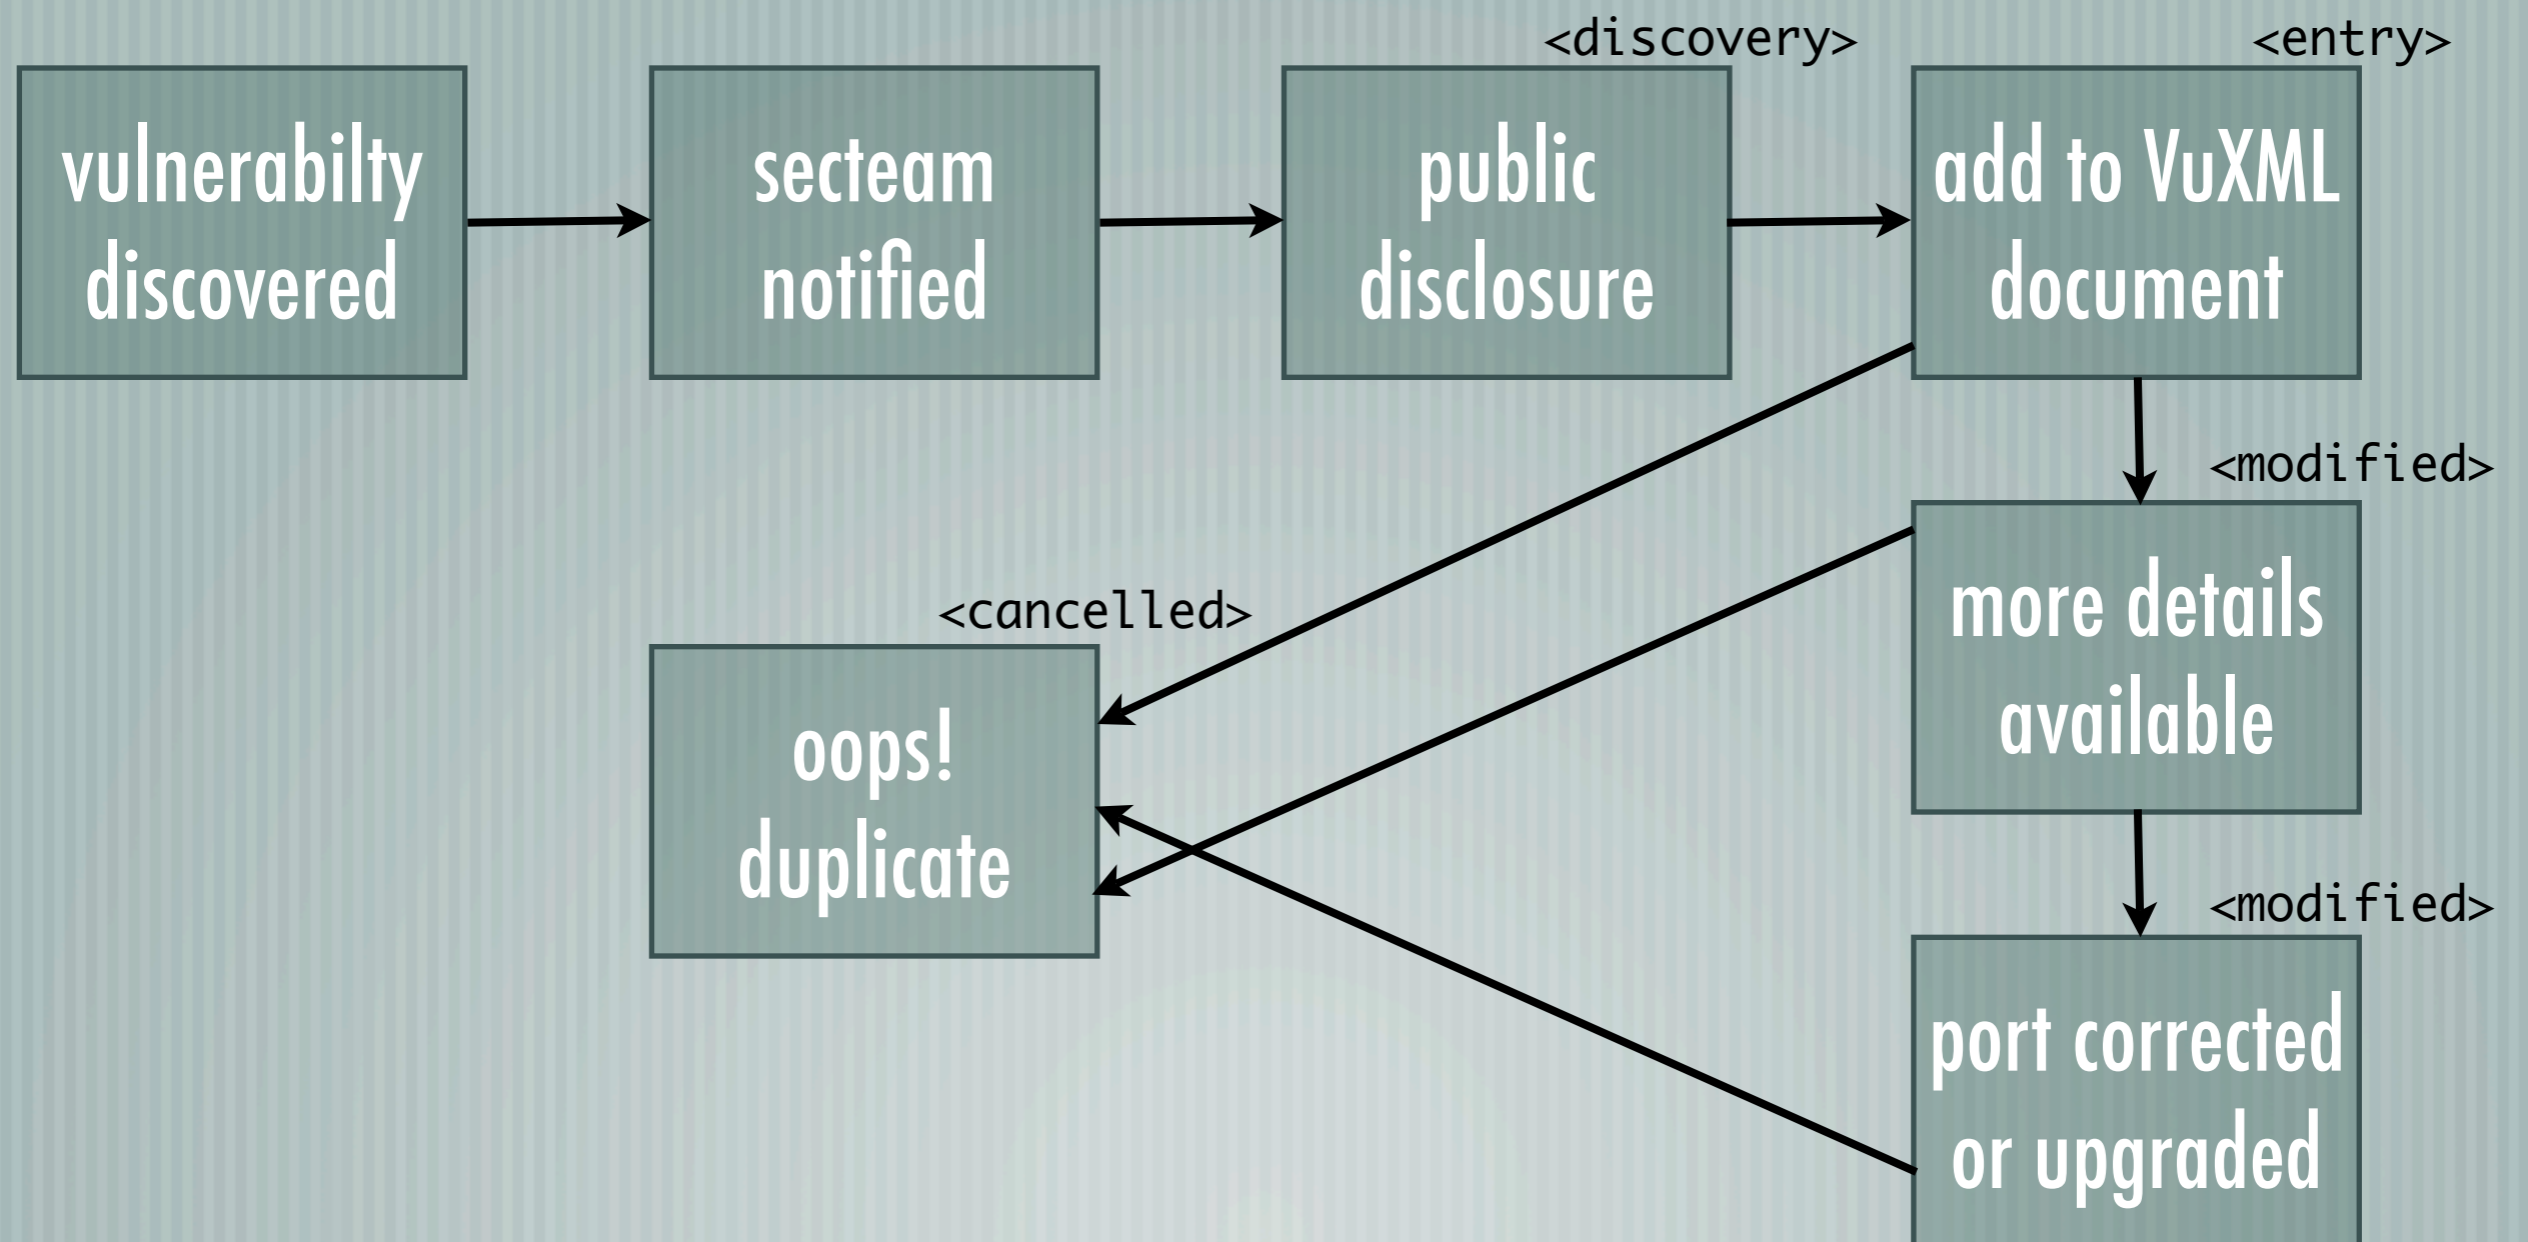 vulnerabilty
discovered
secteam
notified
<discovery>
public
disclosure
<entry>
add to VuXML
document
<modified>
more details
available
<cancelled>
oops!
duplicate
<modified>
port corrected
or upgraded